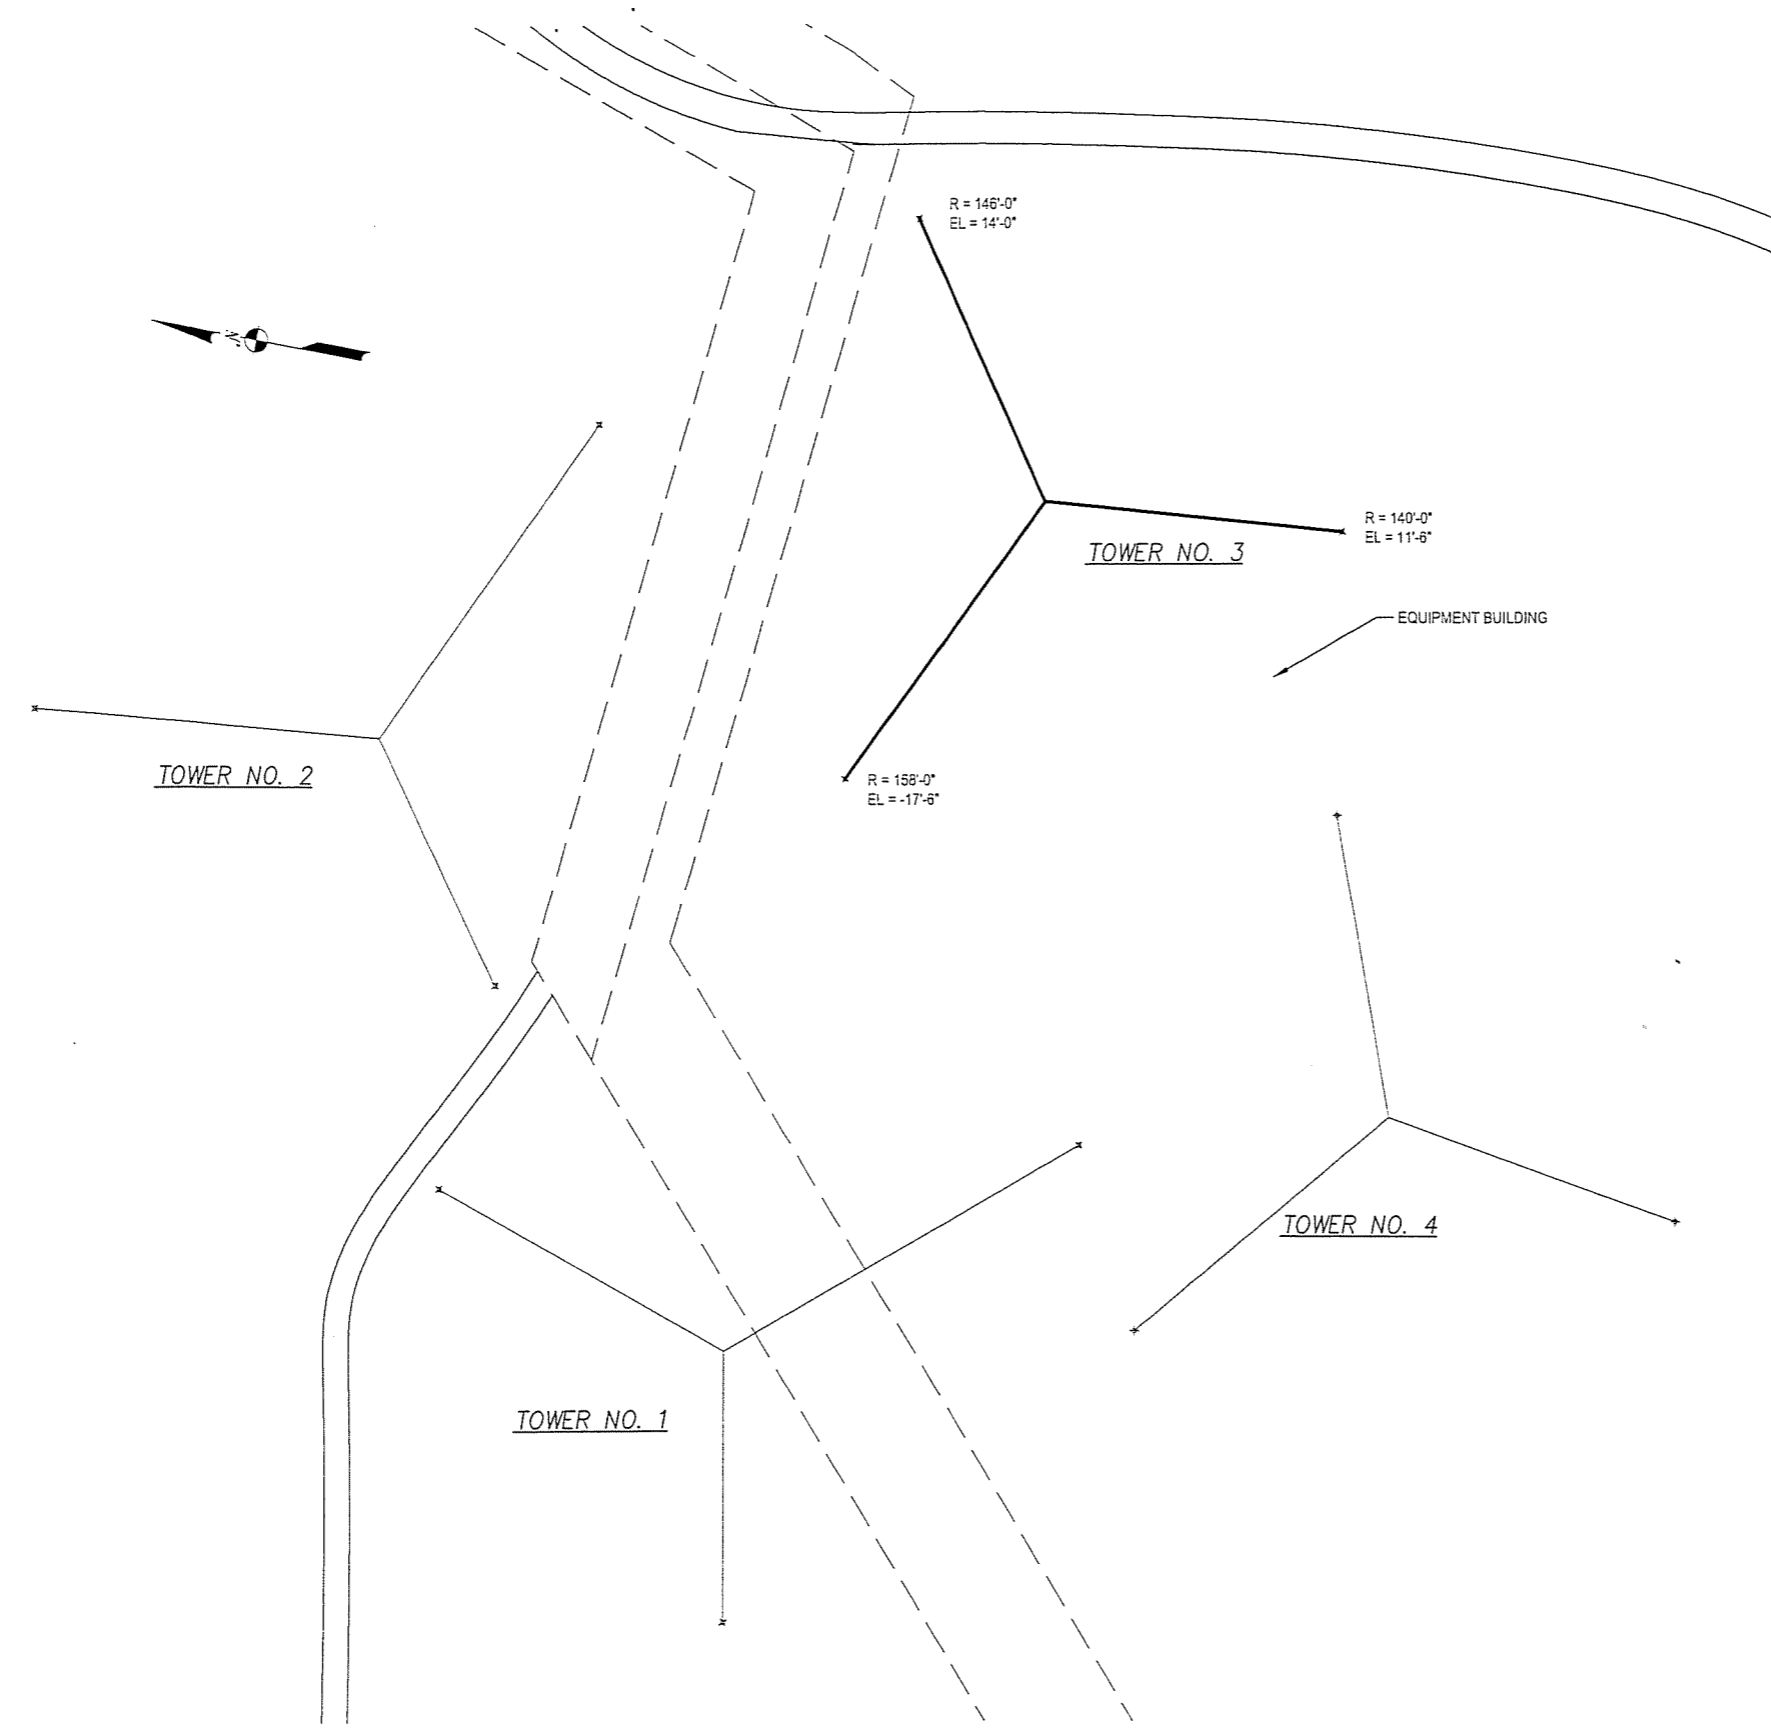 R = 146'-0"
EL = 14'-0"
N
R = 140'-0"
EL = 11'-6"
TOWER NO. 3
EQUIPMENT BUILDING
TOWER NO. 2
R = 158'-0"
EL = -17'-6"
TOWER NO. 4
TOWER NO. 1